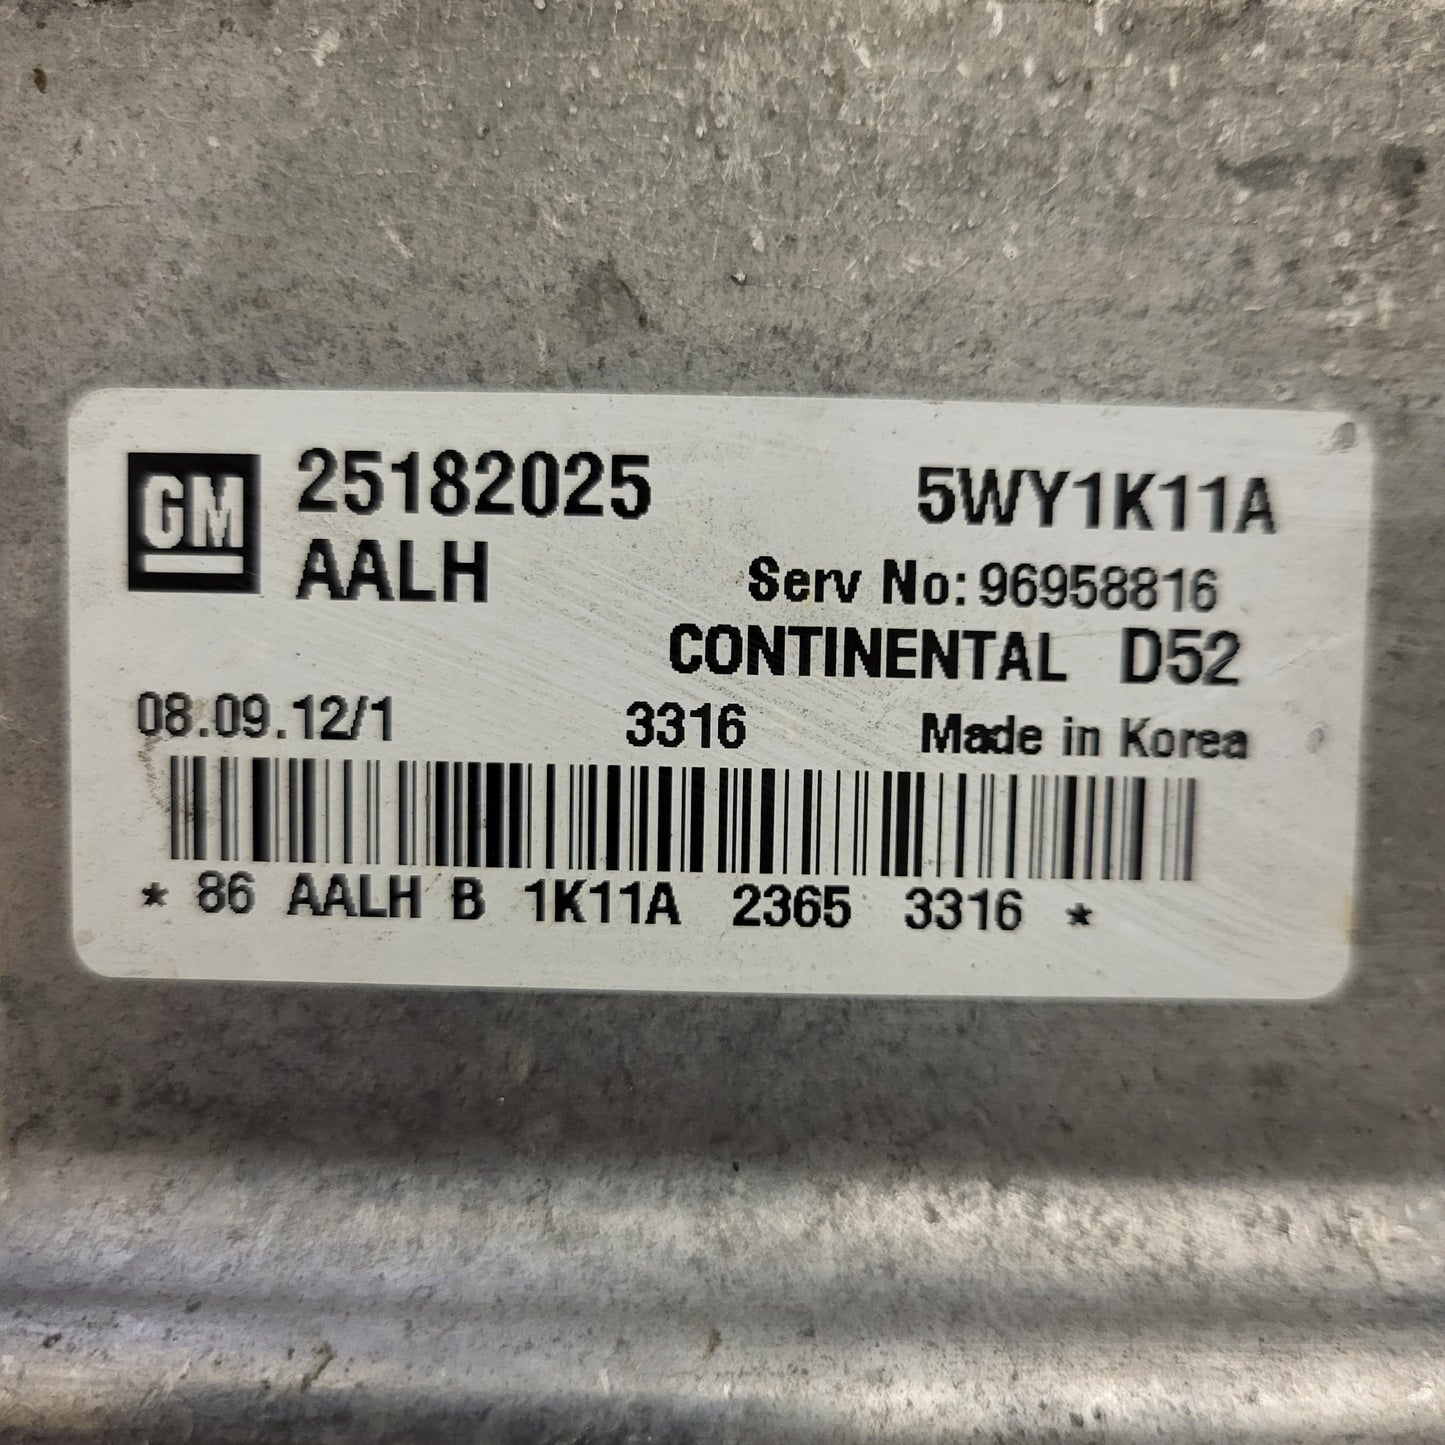 GM 25182025 5WY1K11A
AALH Serv No: 96958816
CONTINENTAL D52
08.09.12/1 3316 Made in Korea
* 86 AALH B 1K11A 2365 3316 *